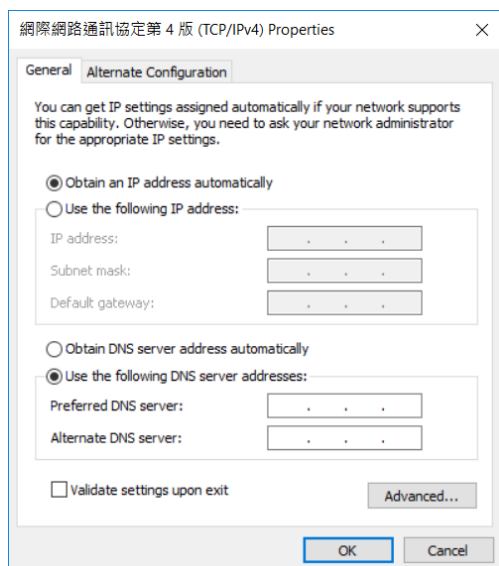 網際網路通訊協定第 4 版 (TCP/IPv4) Properties
General
Alternate Configuration
You can get IP settings assigned automatically if your network supports
this capability. Otherwise, you need to ask your network administrator
for the appropriate IP settings.
Obtain an IP address automatically
Use the following IP address:
IP address:
Subnet mask:
Default gateway:
Obtain DNS server address automatically
Use the following DNS server addresses:
Preferred DNS server:
Alternate DNS server:
Validate settings upon exit
Advanced...
OK
Cancel